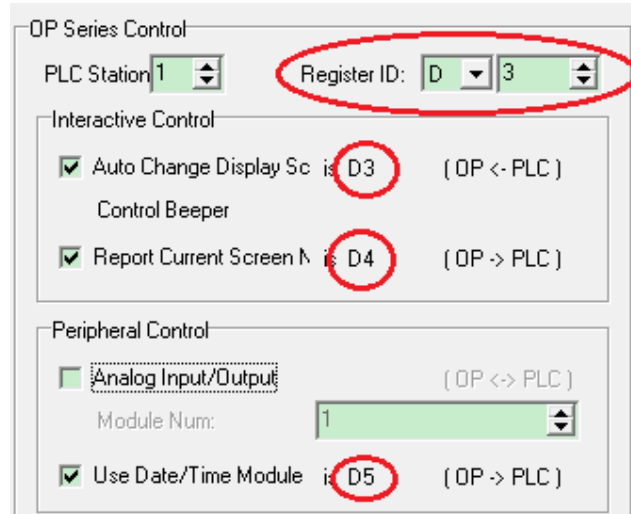 OP Series Control
PLC Station 1 Register ID: D 3
Interactive Control
Auto Change Display Sc is D3 ( OP <- PLC )
Control Beeper
Report Current Screen N is D4 ( OP -> PLC )
Peripheral Control
Analog Input/Output ( OP <-> PLC )
Module Num: 1
Use Date/Time Module is D5 ( OP -> PLC )